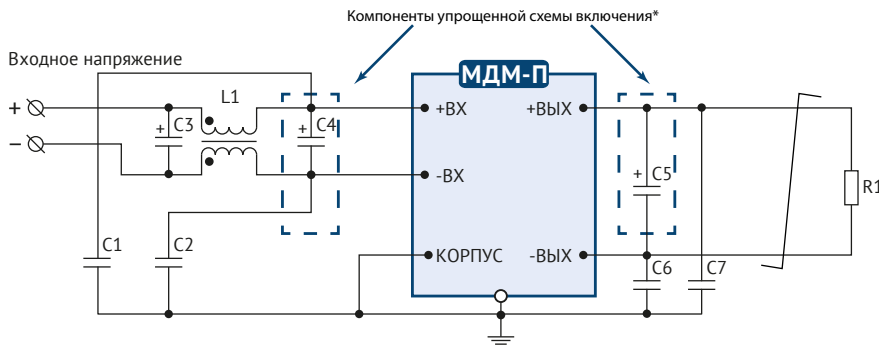 Компоненты упрощенной схемы включения*
МДМ-П
Входное напряжение
L1
+
+ C3
+ C4
+ВХ
+ВЫХ
−
-ВХ
+ C5
R1
C1
C2
КОРПУС
-ВЫХ
C6
C7